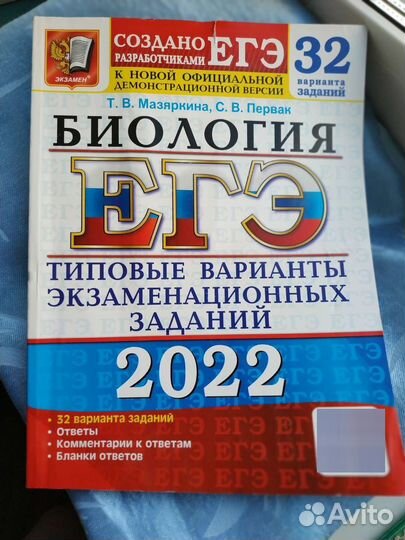 СОЗДАНО
РАЗРАБОТЧИКАМИ
ЕГЭ
32
варианта
заданий
К НОВОЙ ОФИЦИАЛЬНОЙ
ДЕМОНСТРАЦИОННОЙ ВЕРСИИ
ЭКЗАМЕН
Т. В. Мазяркина, С. В. Первак
БИОЛОГИЯ
ЕГЭ
ТИПОВЫЕ ВАРИАНТЫ
ЭКЗАМЕНАЦИОННЫХ
ЗАДАНИЙ
2022
• 32 варианта заданий
• Ответы
• Комментарии к ответам
• Бланки ответов
Avito